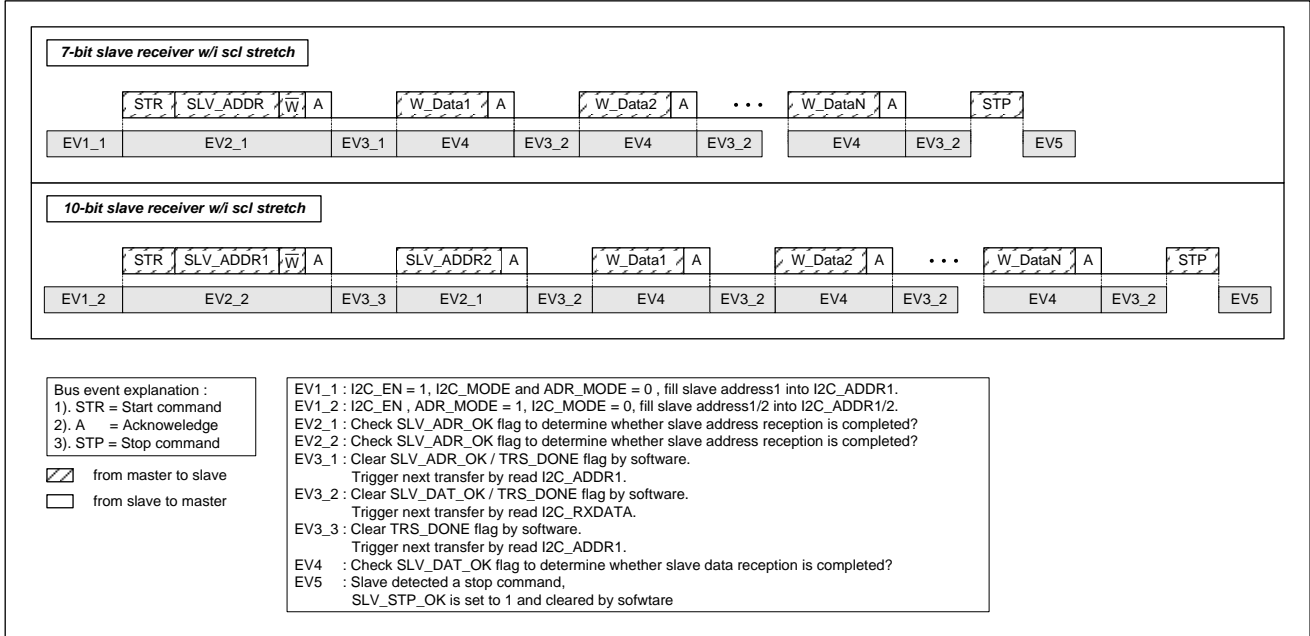 7-bit slave receiver w/i scl stretch
STR SLV_ADDR W A W_Data1 A W_Data2 A • • • W_DataN A STP
EV1_1 EV2_1 EV3_1 EV4 EV3_2 EV4 EV3_2 EV4 EV3_2 EV5
10-bit slave receiver w/i scl stretch
STR SLV_ADDR1 W A SLV_ADDR2 A W_Data1 A W_Data2 A • • • W_DataN A STP
EV1_2 EV2_2 EV3_3 EV2_1 EV3_2 EV4 EV3_2 EV4 EV3_2 EV4 EV3_2 EV5
Bus event explanation :
1). STR = Start command
2). A = Acknoweledge
3). STP = Stop command
from master to slave
from slave to master
EV1_1 : I2C_EN = 1, I2C_MODE and ADR_MODE = 0 , fill slave address1 into I2C_ADDR1.
EV1_2 : I2C_EN , ADR_MODE = 1, I2C_MODE = 0, fill slave address1/2 into I2C_ADDR1/2.
EV2_1 : Check SLV_ADR_OK flag to determine whether slave address reception is completed?
EV2_2 : Check SLV_ADR_OK flag to determine whether slave address reception is completed?
EV3_1 : Clear SLV_ADR_OK / TRS_DONE flag by software.
Trigger next transfer by read I2C_ADDR1.
EV3_2 : Clear SLV_DAT_OK / TRS_DONE flag by software.
Trigger next transfer by read I2C_RXDATA.
EV3_3 : Clear TRS_DONE flag by software.
Trigger next transfer by read I2C_ADDR1.
EV4 : Check SLV_DAT_OK flag to determine whether slave data reception is completed?
EV5 : Slave detected a stop command,
SLV_STP_OK is set to 1 and cleared by sofwtare